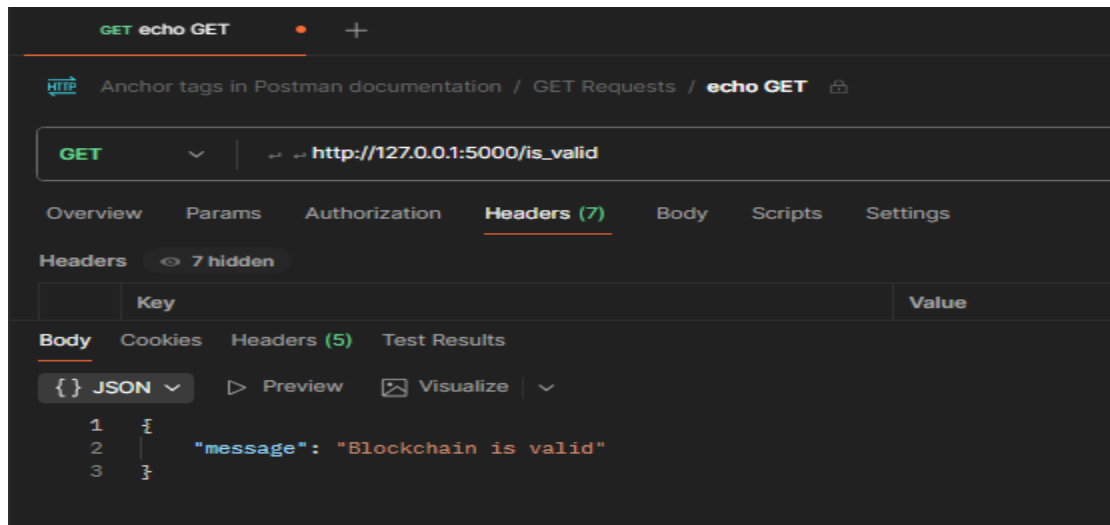 GET echo GET
HTTP Anchor tags in Postman documentation / GET Requests / echo GET
GET ↵ ↵ http://127.0.0.1:5000/is_valid
Overview Params Authorization Headers (7) Body Scripts Settings
Headers 7 hidden
Key Value
Body Cookies Headers (5) Test Results
{} JSON Preview Visualize
1 {
2 "message": "Blockchain is valid"
3 }